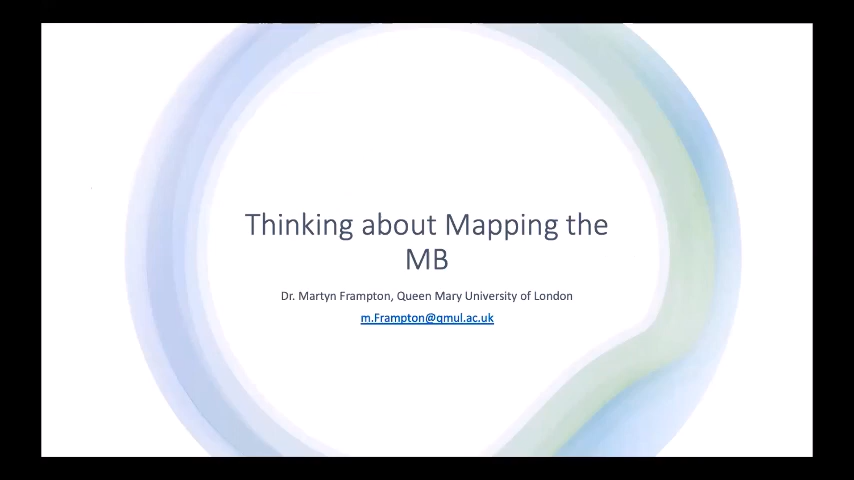 Thinking about Mapping the
MB
Dr. Martyn Frampton, Queen Mary University of London
m.Frampton@qmul.ac.uk